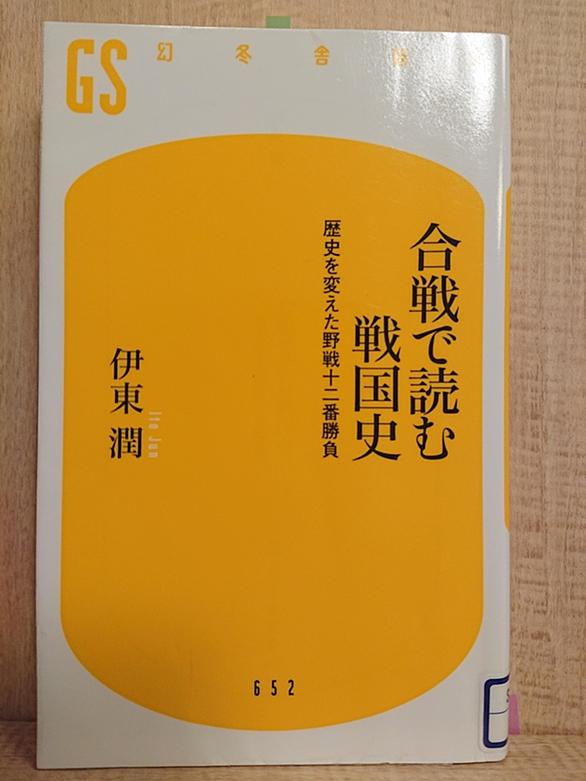 GS
幻冬舎
合戦で読む
戦国史
歴史を変えた野戦十二番勝負
伊東潤
Ito Jun
652